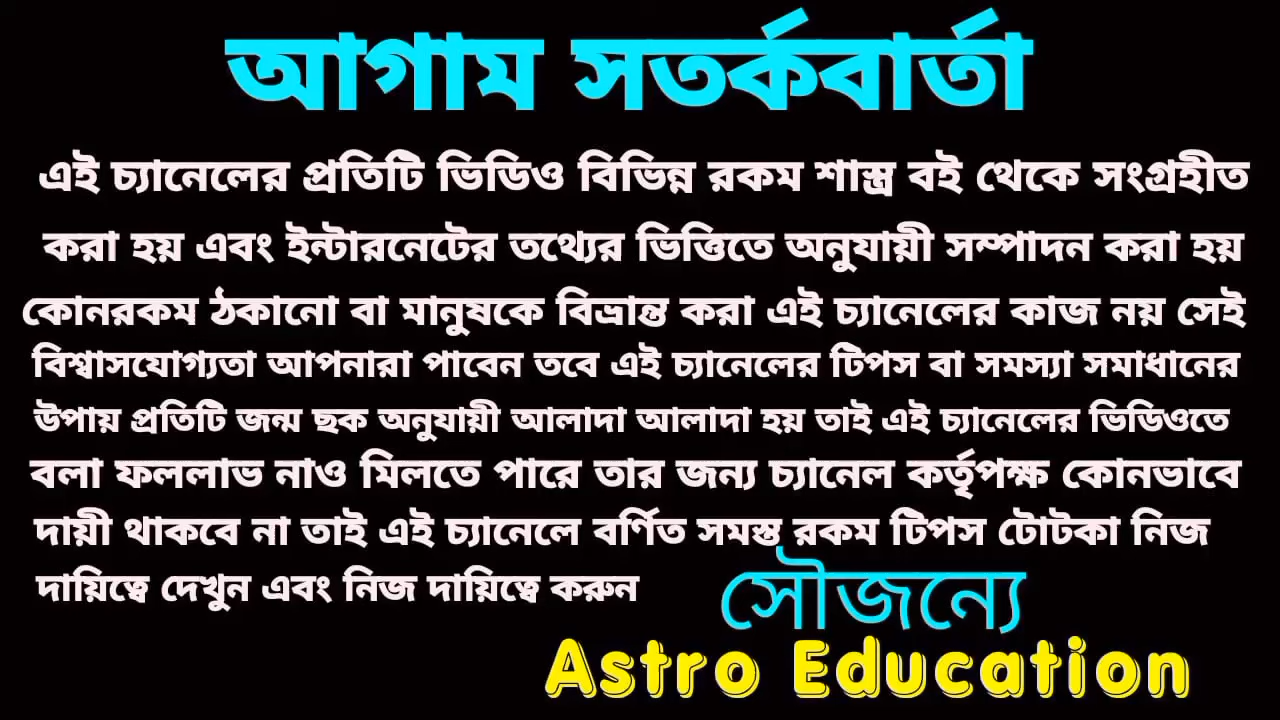 আগাম সতর্কবার্তা
এই চ্যানেলের প্রতিটি ভিডিও বিভিন্ন রকম শাস্ত্র বই থেকে সংগ্রহীত
করা হয় এবং ইন্টারনেটের তথ্যের ভিত্তিতে অনুযায়ী সম্পাদন করা হয়
কোনরকম ঠকানো বা মানুষকে বিভ্রান্ত করা এই চ্যানেলের কাজ নয় সেই
বিশ্বাসযোগ্যতা আপনারা পাবেন তবে এই চ্যানেলের টিপস বা সমস্যা সমাধানের
উপায় প্রতিটি জন্ম ছক অনুযায়ী আলাদা আলাদা হয় তাই এই চ্যানেলের ভিডিওতে
বলা ফললাভ নাও মিলতে পারে তার জন্য চ্যানেল কর্তৃপক্ষ কোনভাবে
দায়ী থাকবে না তাই এই চ্যানেলে বর্ণিত সমস্ত রকম টিপস টোটকা নিজ
দায়িত্বে দেখুন এবং নিজ দায়িত্বে করুন
সৌজন্যে
Astro Education